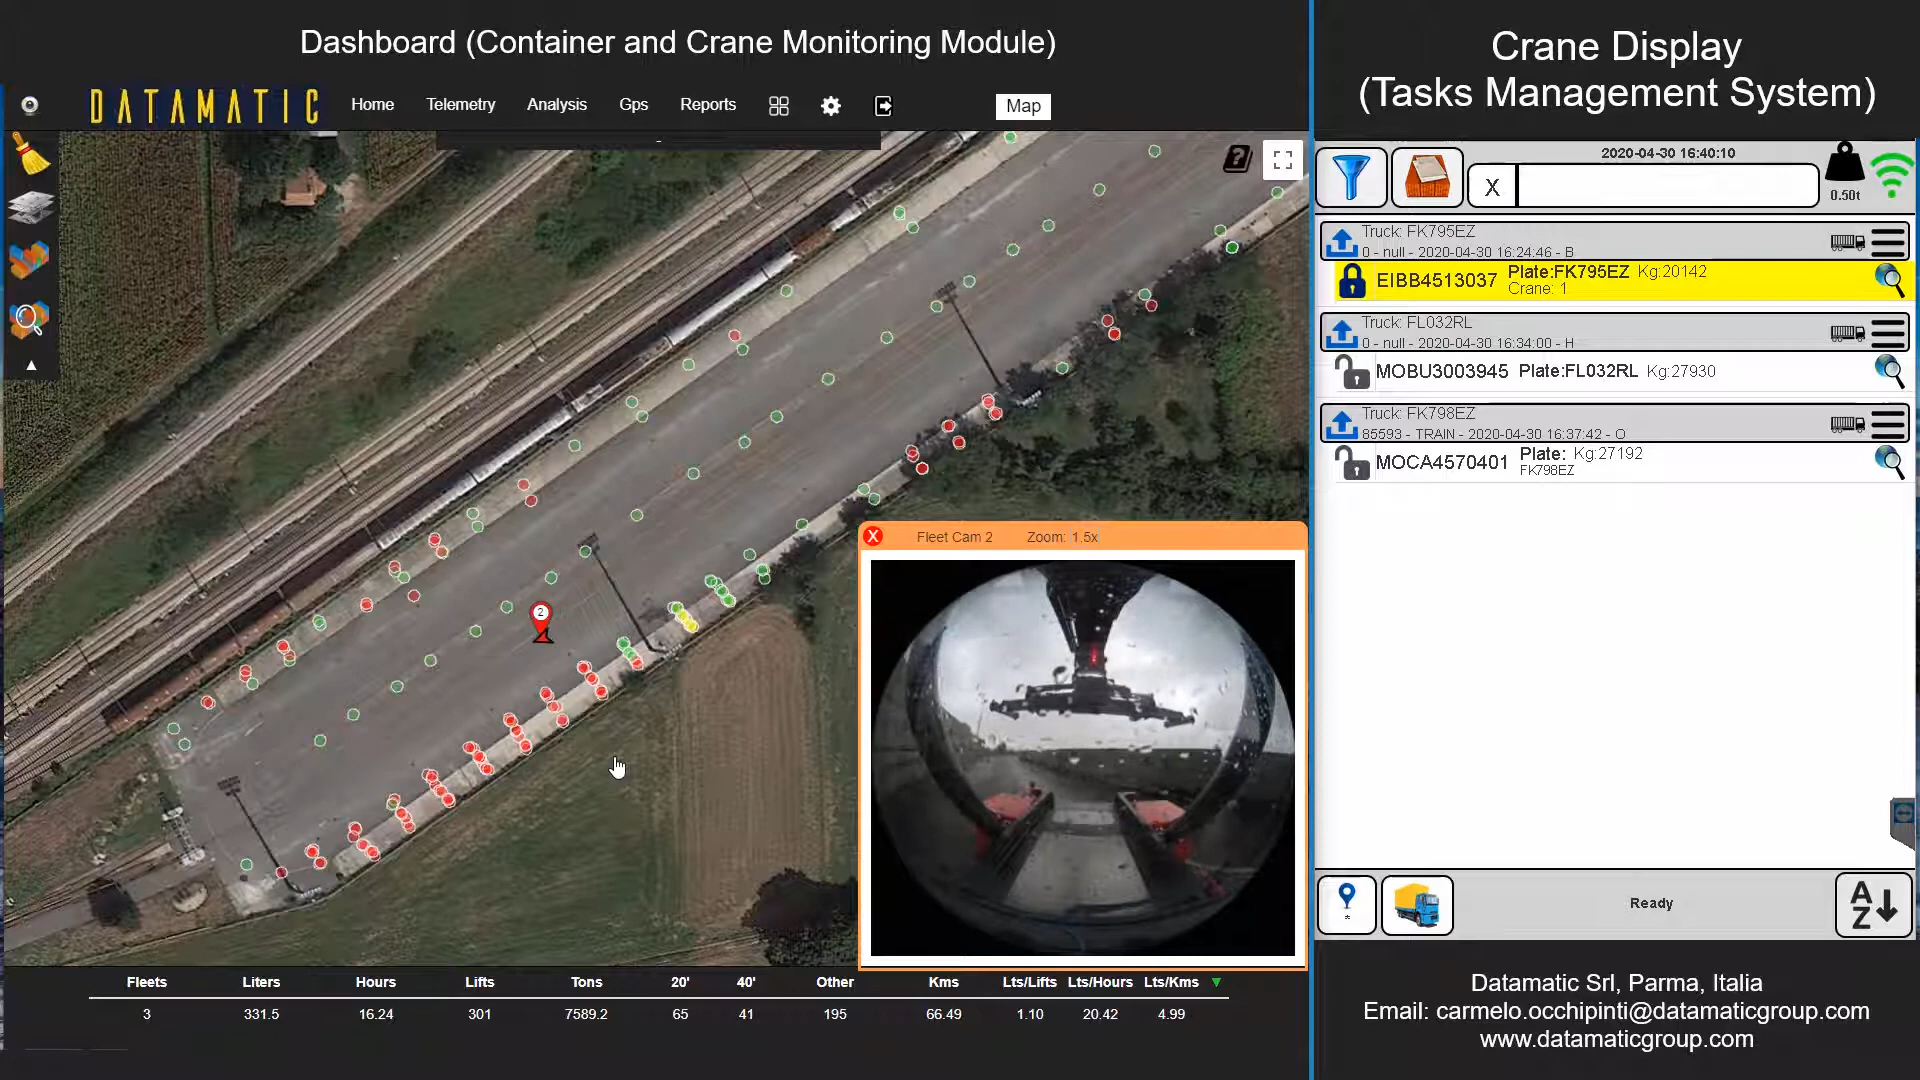 Dashboard (Container and Crane Monitoring Module)
DATAMATIC
Home Telemetry Analysis Gps Reports
Map
2
X Fleet Cam 2 Zoom: 1.5x
Fleets Liters Hours Lifts Tons 20' 40' Other Kms Lts/Lifts Lts/Hours Lts/Kms
3 331.5 16.24 301 7589.2 65 41 195 66.49 1.10 20.42 4.99
Crane Display
(Tasks Management System)
2020-04-30 16:40:10
X
0.50t
Truck: FK795EZ
0 - null - 2020-04-30 16:24:46 - B
EIBB4513037 Plate:FK795EZ Kg:20142
Crane: 1
Truck: FL032RL
0 - null - 2020-04-30 16:34:00 - H
MOBU3003945 Plate:FL032RL Kg:27930
Truck: FK798EZ
85593 - TRAIN - 2020-04-30 16:37:42 - O
MOCA4570401 Plate: Kg:27192
FK798EZ
*
Ready
A
Z
Datamatic Srl, Parma, Italia
Email: carmelo.occhipinti@datamaticgroup.com
www.datamaticgroup.com